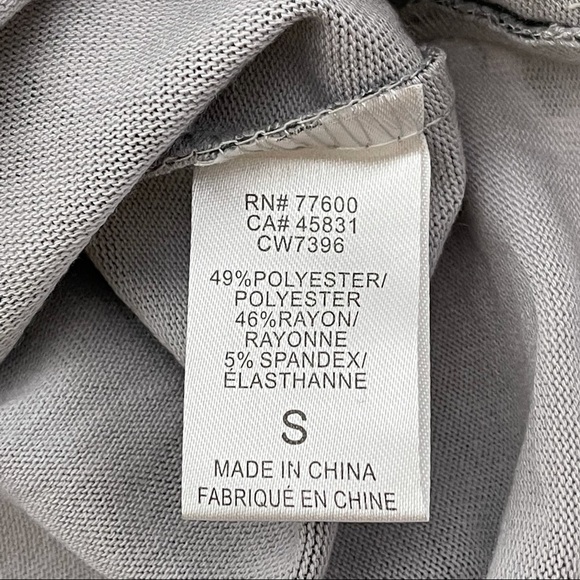 RN# 77600
CA# 45831
CW7396
49%POLYESTER/
POLYESTER
46%RAYON/
RAYONNE
5% SPANDEX/
ÉLASTHANNE
S
MADE IN CHINA
FABRIQUÉ EN CHINE